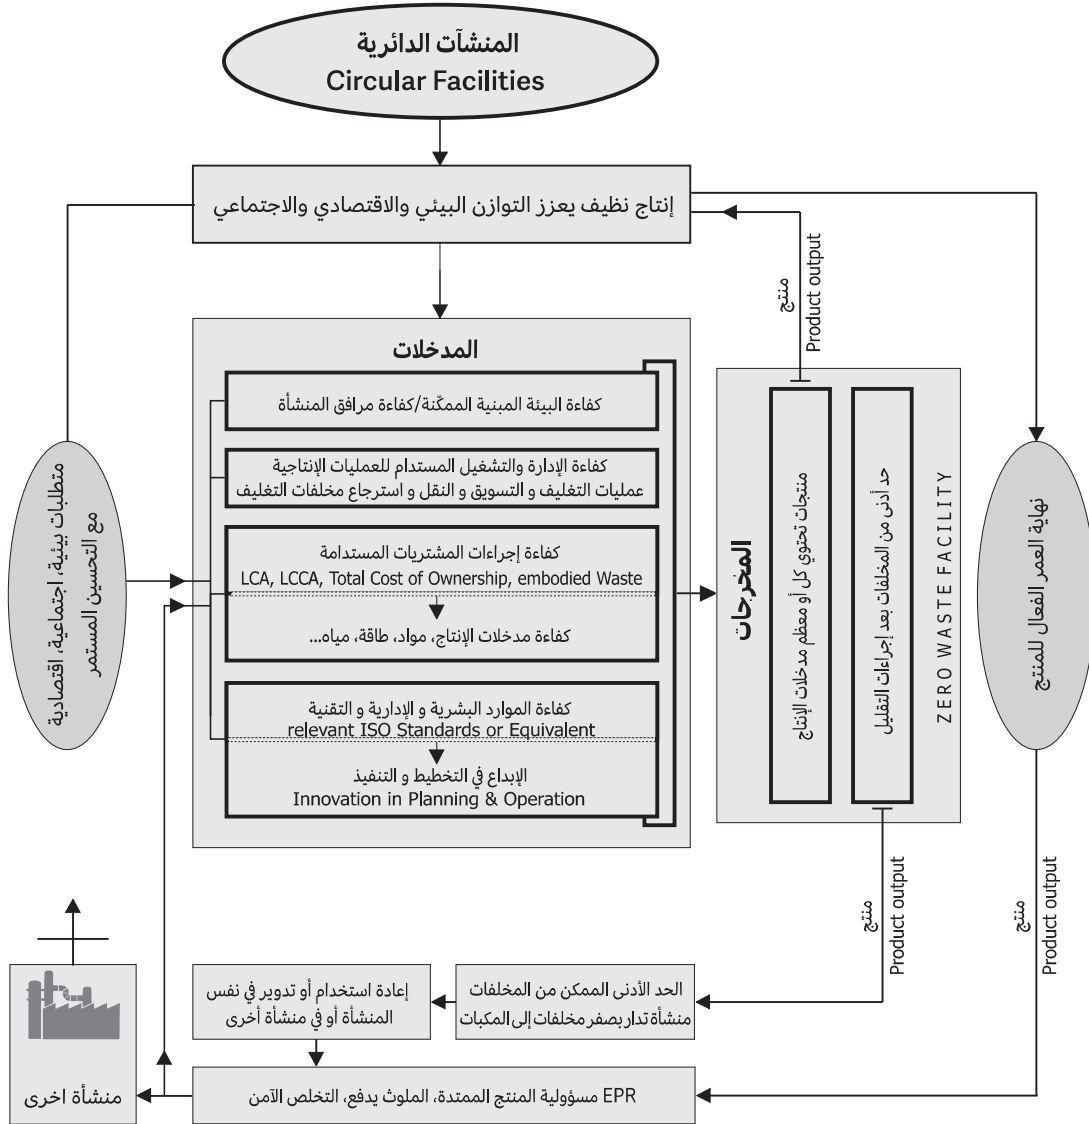 المنشآت الدائرية
Circular Facilities
إنتاج نظيف يعزز التوازن البيئي والاقتصادي والاجتماعي
منتج
Product output
المدخلات
كفاءة البيئة المبنية الممكّنة/كفاءة مرافق المنشأة
كفاءة الإدارة والتشغيل المستدام للعمليات الإنتاجية
عمليات التغليف و التسويق و النقل و استرجاع مخلفات التغليف
كفاءة إجراءات المشتريات المستدامة
LCA, LCCA, Total Cost of Ownership, embodied Waste
كفاءة مدخلات الإنتاج، مواد، طاقة، مياه...
كفاءة الموارد البشرية و الإدارية و التقنية
relevant ISO Standards or Equivalent
الإبداع في التخطيط و التنفيذ
Innovation in Planning & Operation
متطلبات بيئية، اجتماعية، اقتصادية
مع التحسين المستمر
المخرجات
منتجات تحتوي كل أو معظم مدخلات الإنتاج
حد أدنى من المخلفات بعد إجراءات التقليل
ZERO WASTE FACILITY
نهاية العمر الفعال للمنتج
منتج
Product output
منتج
Product output
الحد الأدنى الممكن من المخلفات
منشأة تدار بصفر مخلفات إلى المكبات
إعادة استخدام أو تدوير في نفس
المنشأة أو في منشأة أخرى
EPR مسؤولية المنتج الممتدة، الملوث يدفع، التخلص الآمن
منشأة اخرى